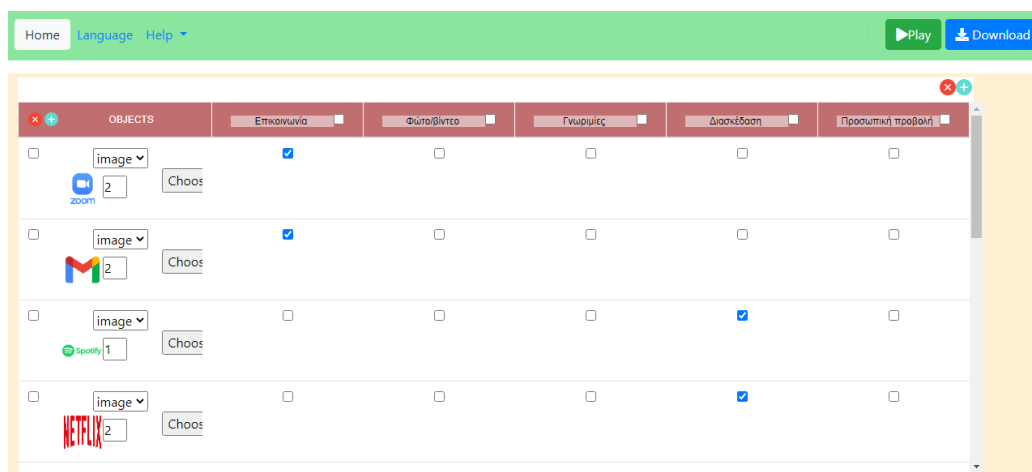 Home Language Help Play Download
OBJECTS Επικοινωνία Φώτο/βίντεο Γνωριμίες Διασκέδαση Προσωπική προβολή
image
zoom 2 Choos
image
2 Choos
image
Spotify 1 Choos
image
NETFLIX 2 Choos